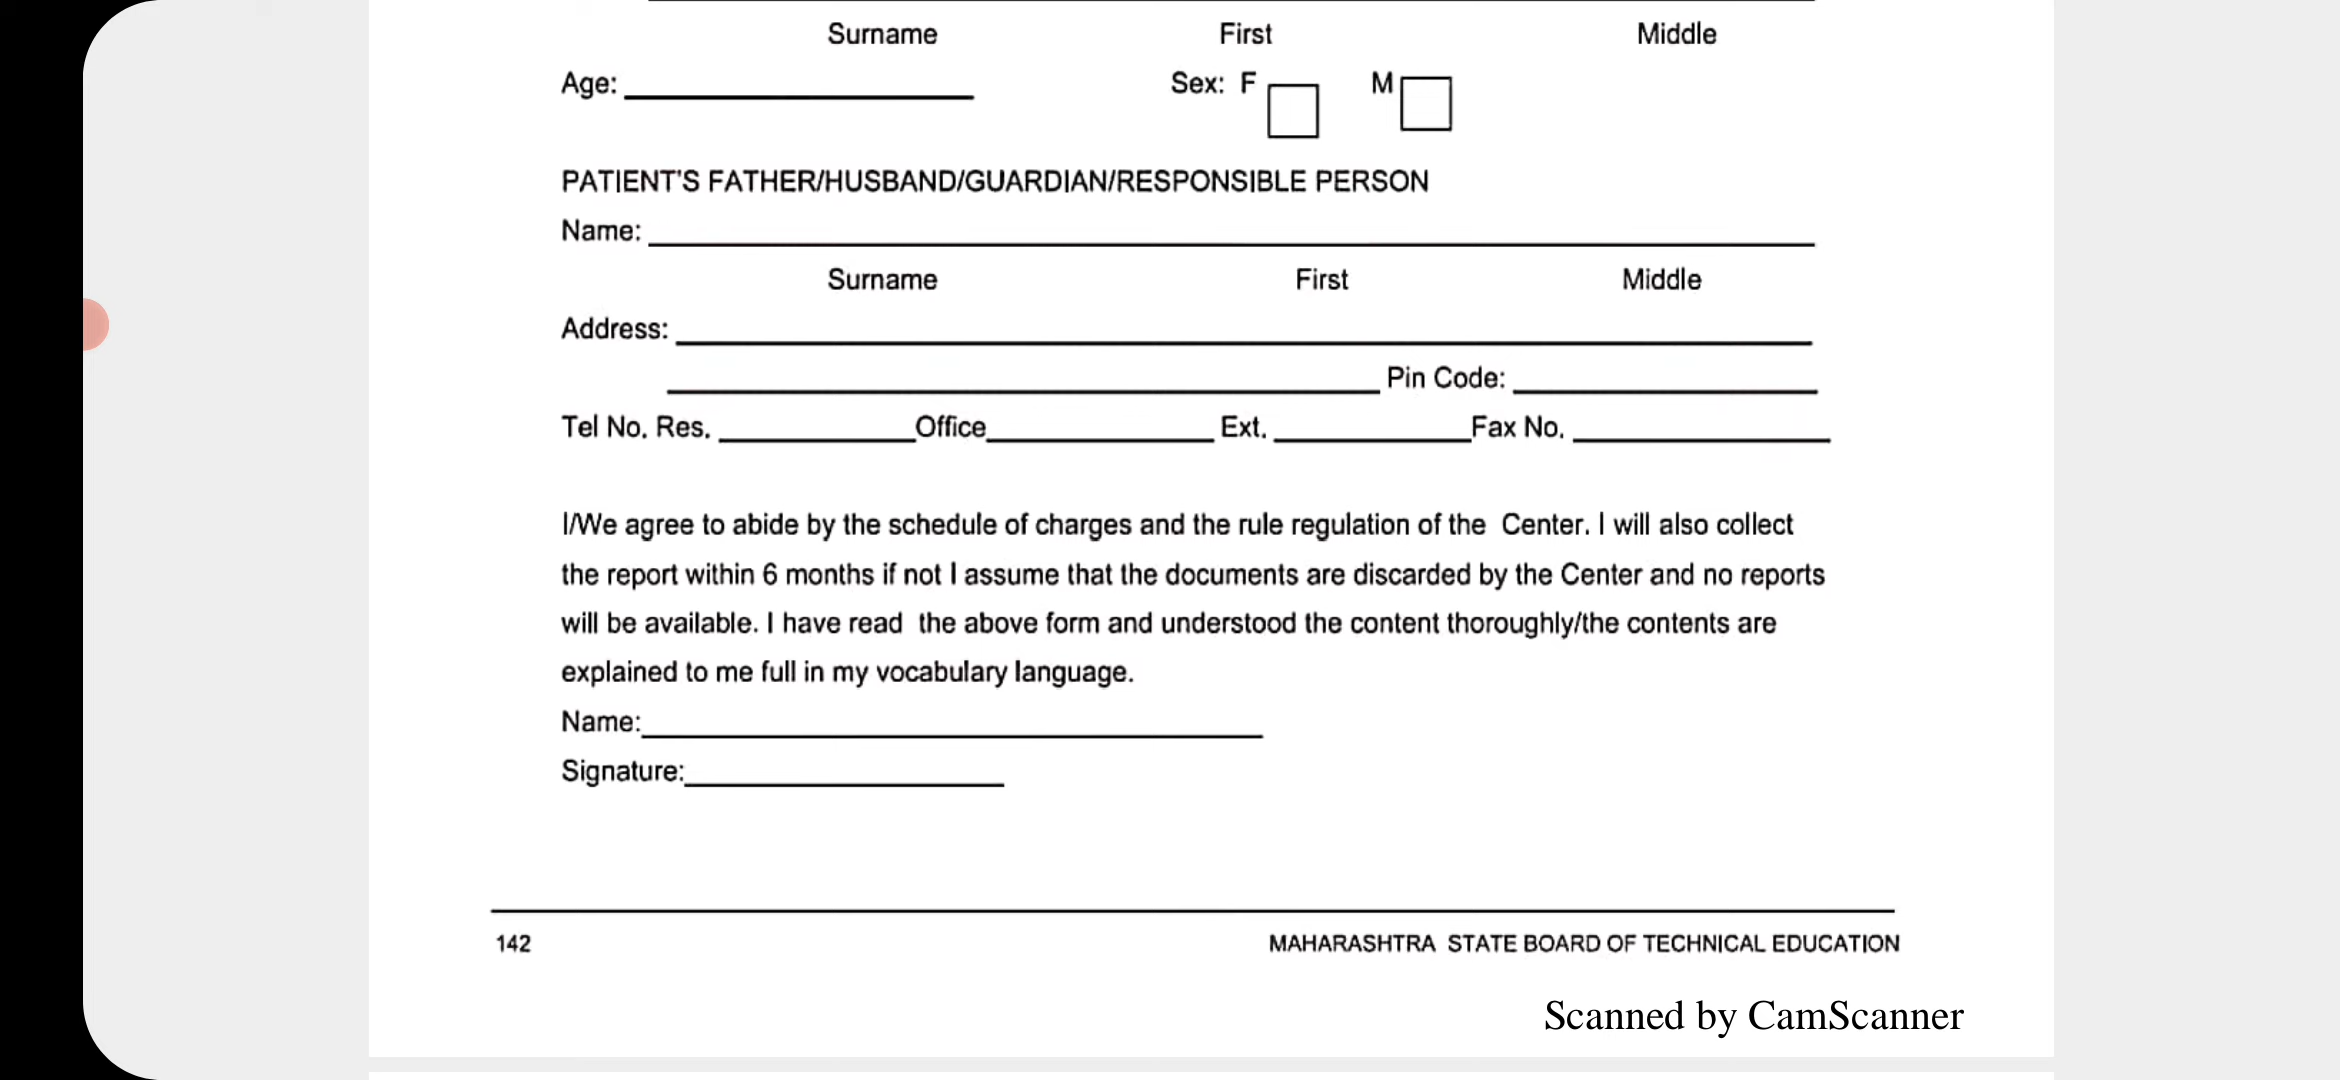 Surname First Middle
Age: Sex: F M
PATIENT'S FATHER/HUSBAND/GUARDIAN/RESPONSIBLE PERSON
Name:
Surname First Middle
Address:
Pin Code:
Tel No. Res. Office Ext. Fax No.
I/We agree to abide by the schedule of charges and the rule regulation of the Center. I will also collect
the report within 6 months if not I assume that the documents are discarded by the Center and no reports
will be available. I have read the above form and understood the content thoroughly/the contents are
explained to me full in my vocabulary language.
Name:
Signature:
142 MAHARASHTRA STATE BOARD OF TECHNICAL EDUCATION
Scanned by CamScanner